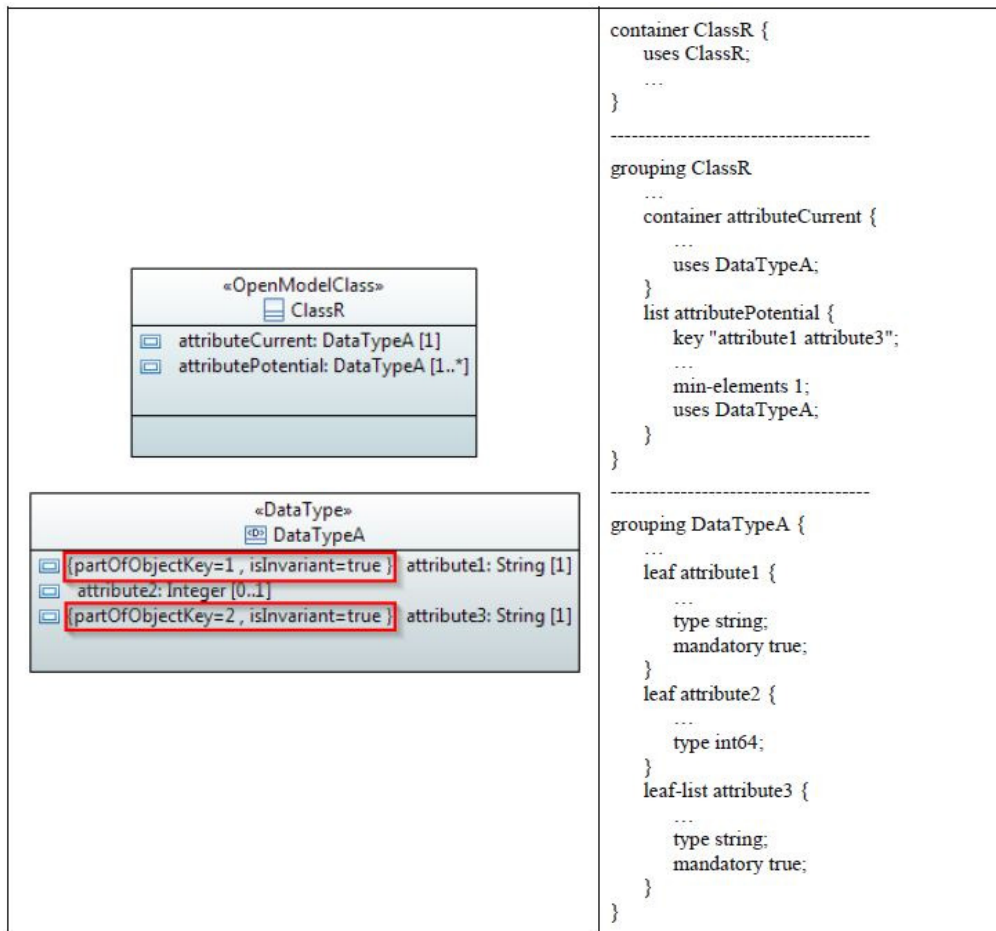 «OpenModelClass»
ClassR
attributeCurrent: DataTypeA [1]
attributePotential: DataTypeA [1..*]
«DataType»
<D> DataTypeA
{partOfObjectKey=1 , isInvariant=true } attribute1: String [1]
attribute2: Integer [0..1]
{partOfObjectKey=2 , isInvariant=true } attribute3: String [1]
container ClassR {
uses ClassR;
…
}
-------------------------------------
grouping ClassR
…
container attributeCurrent {
…
uses DataTypeA;
}
list attributePotential {
key "attribute1 attribute3";
…
min-elements 1;
uses DataTypeA;
}
}
-------------------------------------
grouping DataTypeA {
…
leaf attribute1 {
…
type string;
mandatory true;
}
leaf attribute2 {
…
type int64;
}
leaf-list attribute3 {
…
type string;
mandatory true;
}
}